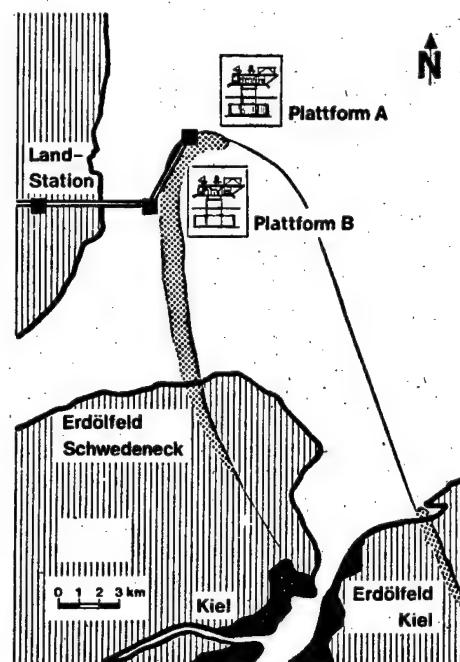 N
Plattform A
Land-
Station
Plattform B
Erdölfeld
Schwedeneck
0 1 2 3 km
Kiel
Erdölfeld
Kiel